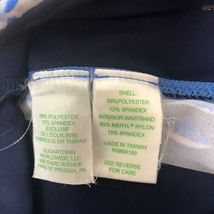 88% POLYESTER
12% SPANDEX
EXCLUSIF
DE L'EQUILIBRE
FABRIQUE EN TAIWAN
SUGARTOWN
WORLDWIDE, LLC
KING OF PRUSSIA, PA
SHELL:
88% POLYESTER
12% SPANDEX
INTERIOR WAISTBAND:
85% MERYL® NYLON
15% SPANDEX
MADE IN TAIWAN
SEE REVERSE
FOR CARE